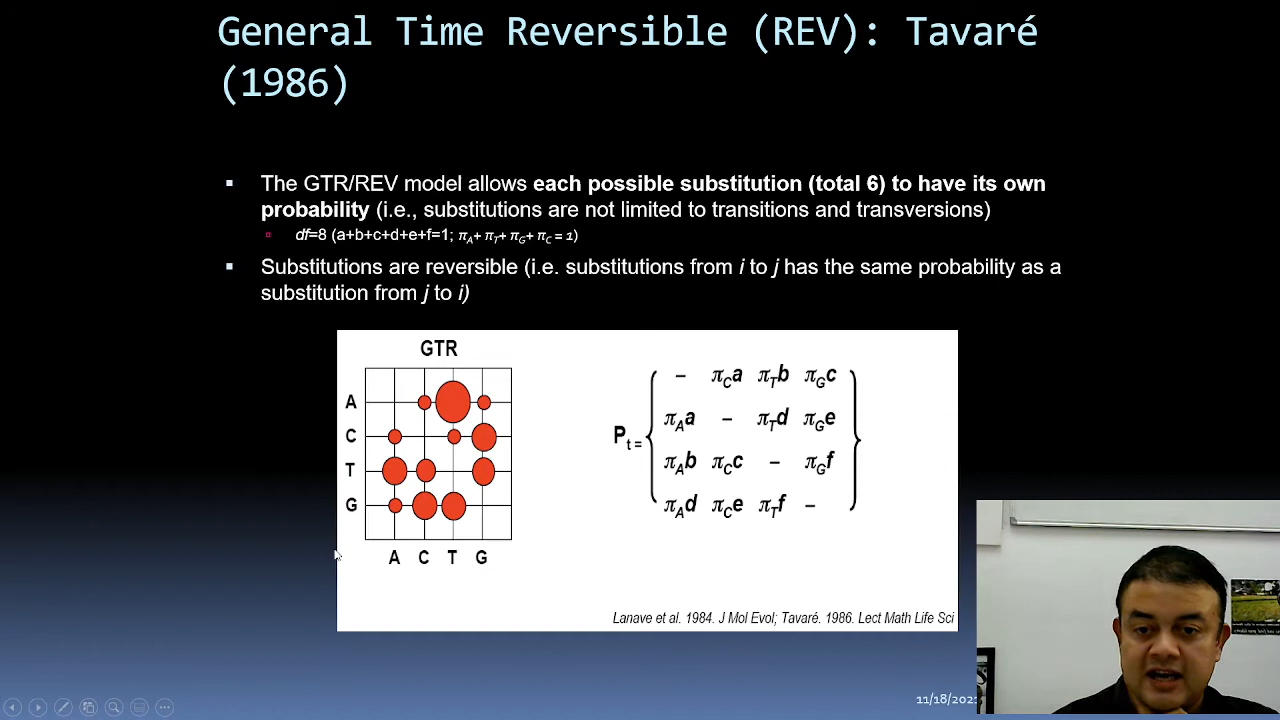 General Time Reversible (REV): Tavaré
(1986)
▪ The GTR/REV model allows each possible substitution (total 6) to have its own
probability (i.e., substitutions are not limited to transitions and transversions)
▫ df=8 (a+b+c+d+e+f=1; πA+ πT+ πG+ πC = 1)
▪ Substitutions are reversible (i.e. substitutions from i to j has the same probability as a
substitution from j to i)
GTR
A
C
T
G
A C T G
Pt=
– πCa πTb πGc
πAa – πTd πGe
πAb πCc – πGf
πAd πCe πTf –
Lanave et al. 1984. J Mol Evol; Tavaré. 1986. Lect Math Life Sci